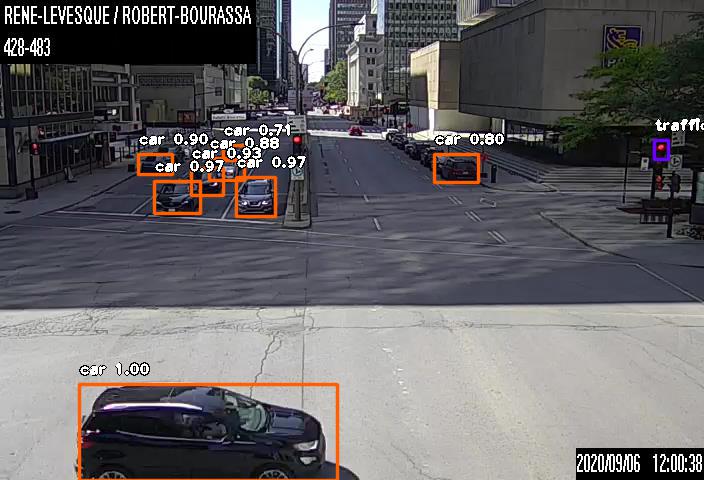 RENE-LEVESQUE / ROBERT-BOURASSA
428-483
car 0.71
car 0.90
car 0.88
car 0.93
car 0.97
car 0.97
car 0.80
traffic
car 1.00
2020/09/06 12:00:38